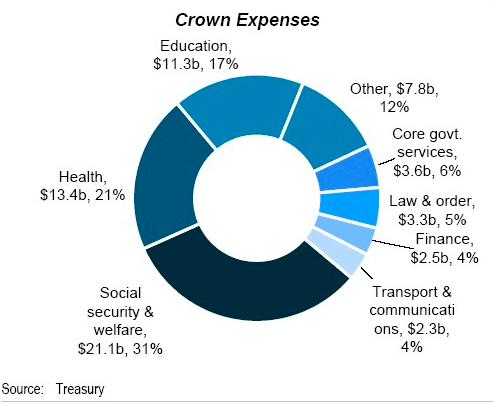 Crown Expenses
Education,
$11.3b, 17%
Other, $7.8b,
12%
Core govt.
services,
$3.6b, 6%
Health,
$13.4b, 21%
Law & order,
$3.3b, 5%
Finance,
$2.5b, 4%
Social
security &
welfare,
$21.1b, 31%
Transport &
communicati
ons, $2.3b,
4%
Source: Treasury